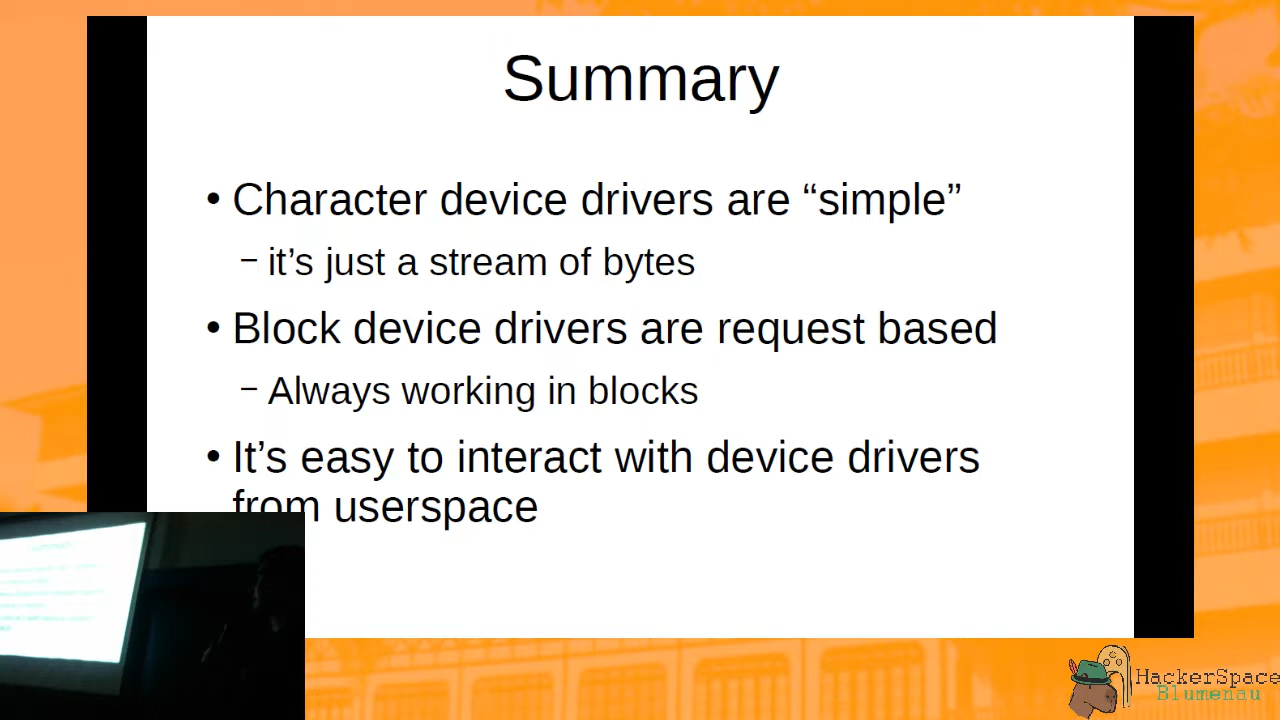 Summary
• Character device drivers are “simple”
– it’s just a stream of bytes
• Block device drivers are request based
– Always working in blocks
• It’s easy to interact with device drivers
from userspace
HackerSpace
Blumenau